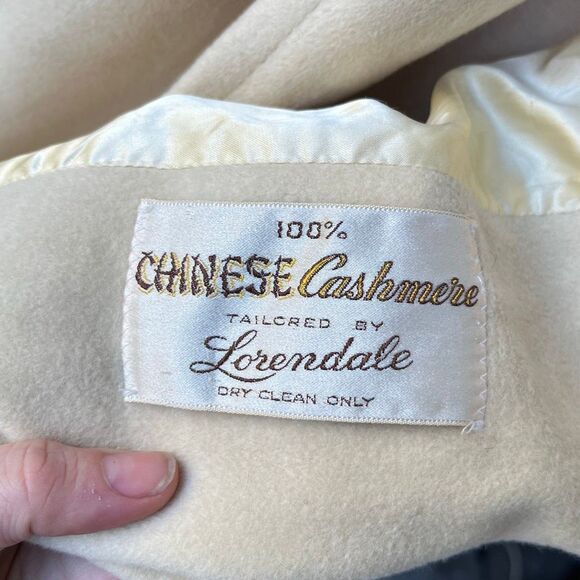 100%
CHINESE Cashmere
TAILORED BY
Lorendale
DRY CLEAN ONLY